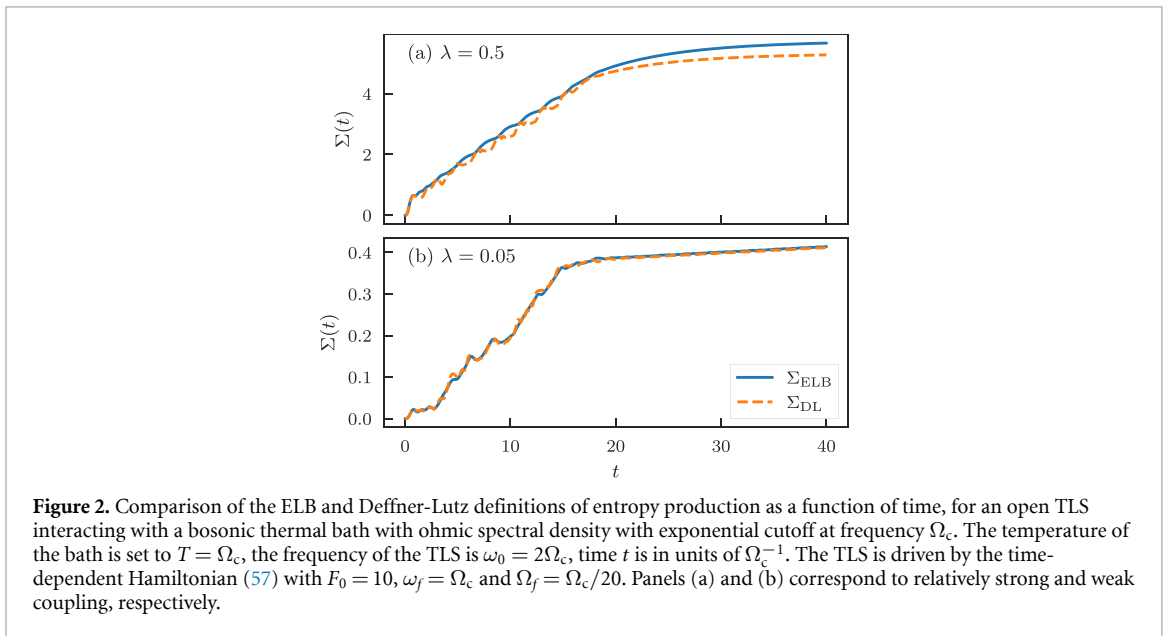 (a) λ = 0.5
Σ(t)
4
2
0
(b) λ = 0.05
Σ(t)
0.4
0.3
0.2
0.1
0.0
Σ_ELB
Σ_DL
0 10 20 30 40
t
Figure 2. Comparison of the ELB and Deffner-Lutz definitions of entropy production as a function of time, for an open TLS
interacting with a bosonic thermal bath with ohmic spectral density with exponential cutoff at frequency Ω_c. The temperature of
the bath is set to T = Ω_c, the frequency of the TLS is ω_0 = 2Ω_c, time t is in units of Ω_c^{-1}. The TLS is driven by the time-
dependent Hamiltonian (57) with F_0 = 10, ω_f = Ω_c and Ω_f = Ω_c/20. Panels (a) and (b) correspond to relatively strong and weak
coupling, respectively.